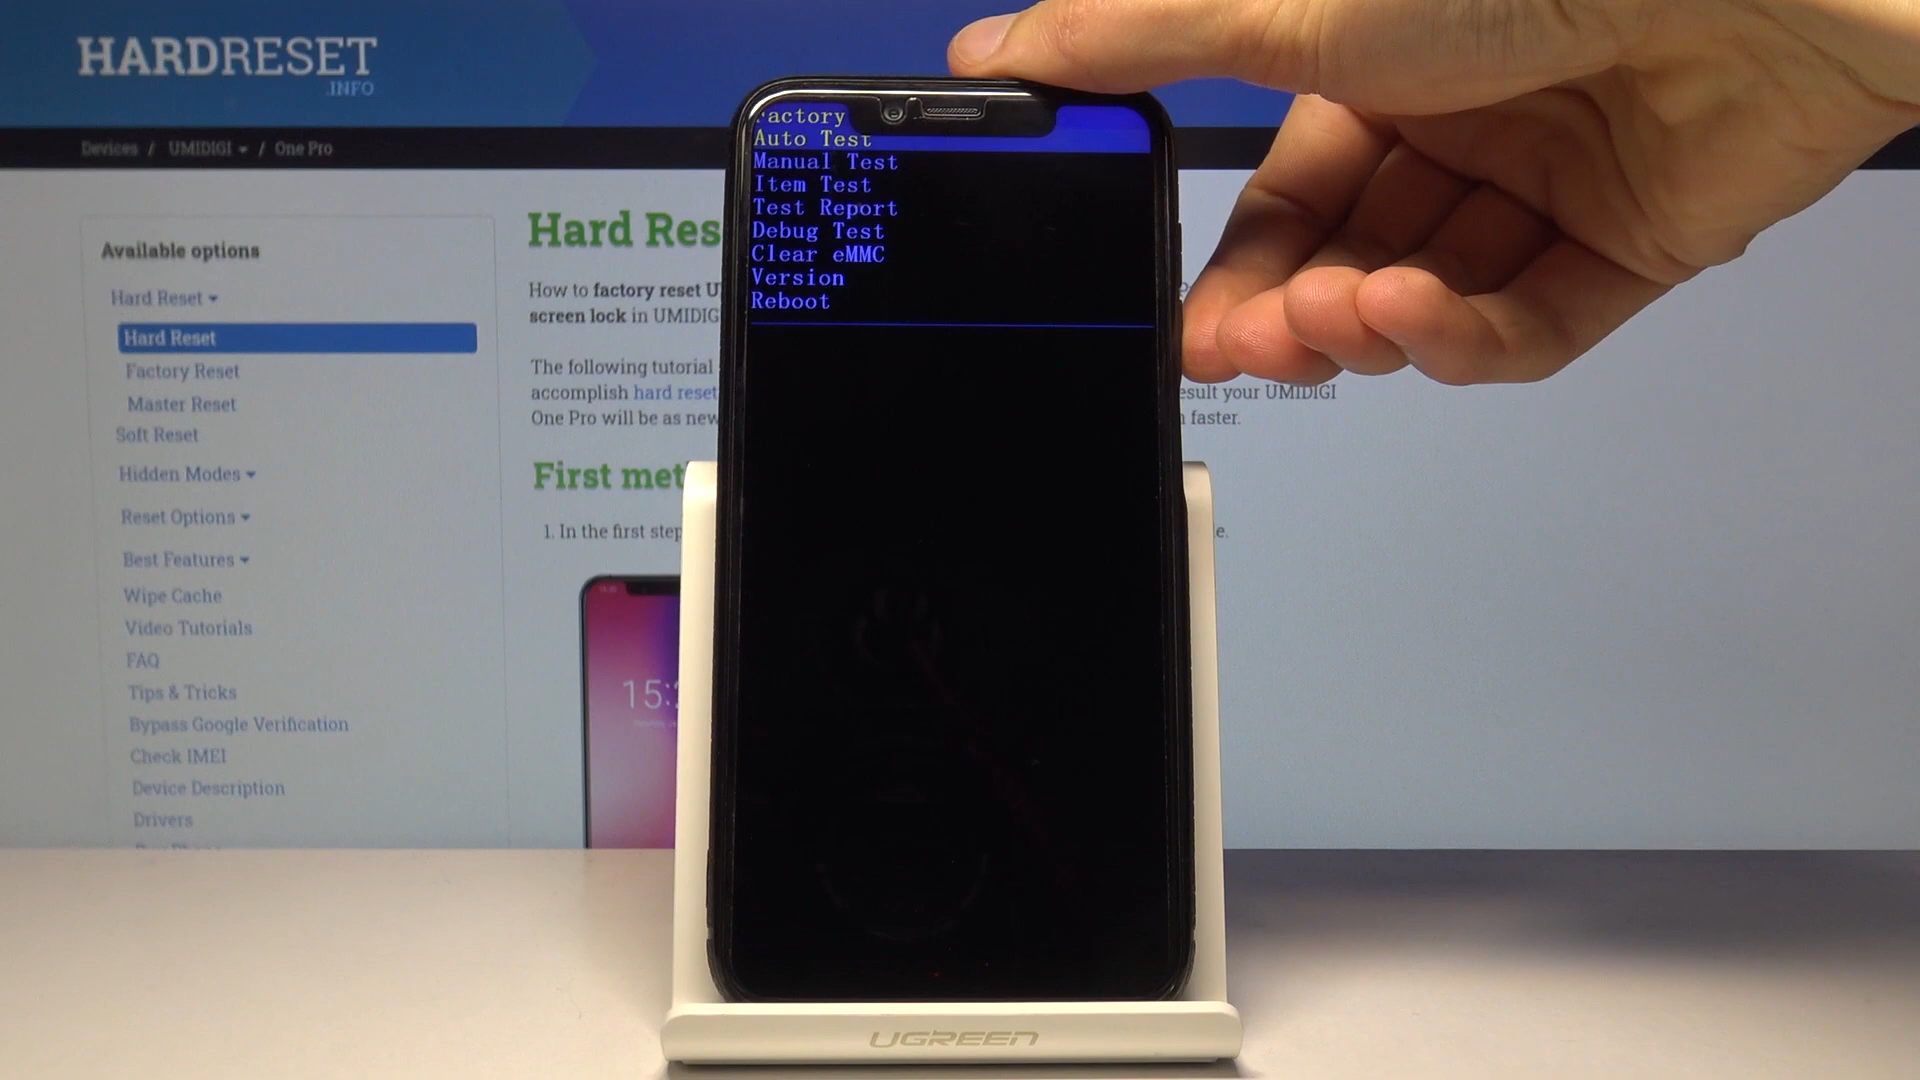 HARDRESET
.INFO
Devices / UMIDIGI / One Pro
Available options
Hard Reset
Hard Reset
Factory Reset
Master Reset
Soft Reset
Hidden Modes
Reset Options
Best Features
Wipe Cache
Video Tutorials
FAQ
Tips & Tricks
Bypass Google Verification
Check IMEI
Device Description
Drivers
Hard Res
How to factory reset U
screen lock in UMIDIG
The following tutorial
accomplish hard reset esult your UMIDIGI
One Pro will be as new faster.
First met
1. In the first step e.
15:2
Factory
Auto Test
Manual Test
Item Test
Test Report
Debug Test
Clear eMMC
Version
Reboot
UGREEN